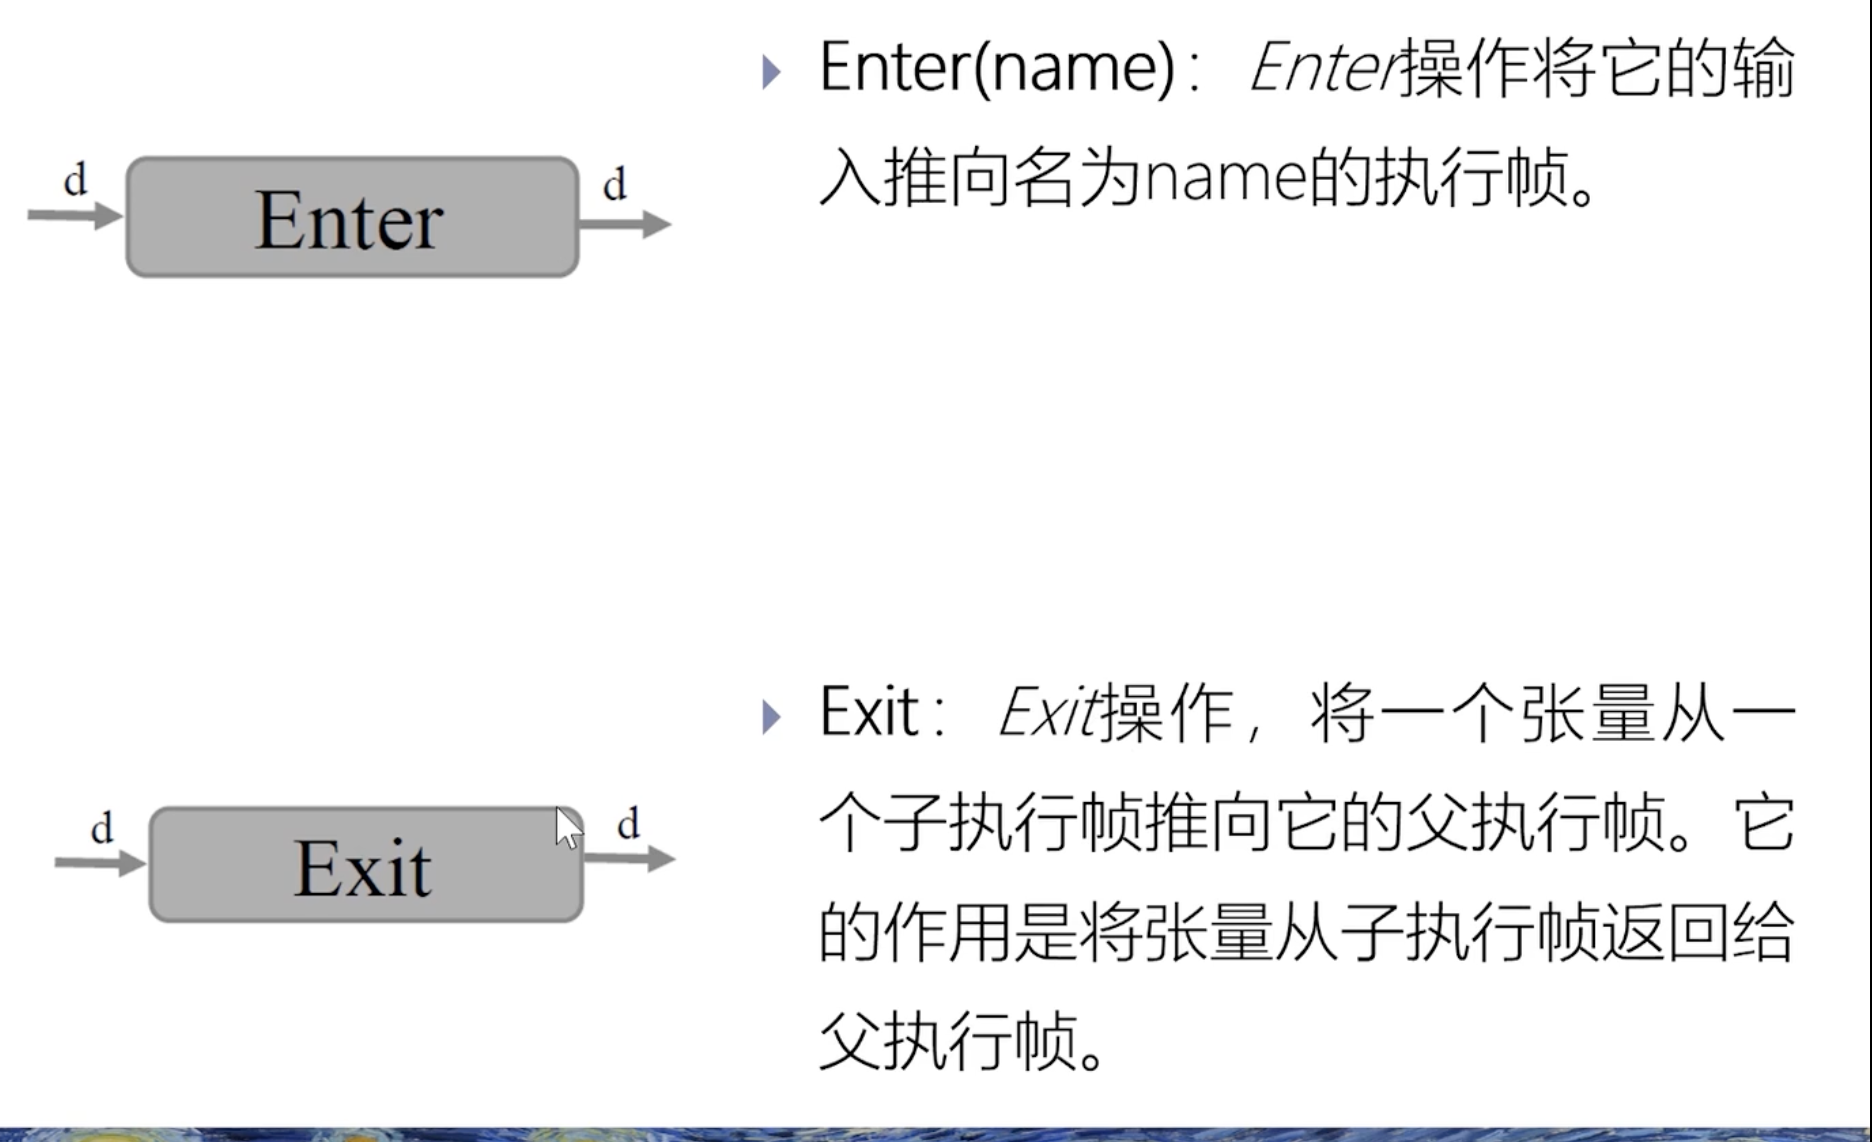 Enter(name)：Enter操作将它的输
入推向名为name的执行帧。
d
d
Enter
Exit：Exit操作，将一个张量从一
个子执行帧推向它的父执行帧。它
的作用是将张量从子执行帧返回给
父执行帧。
d
d
Exit